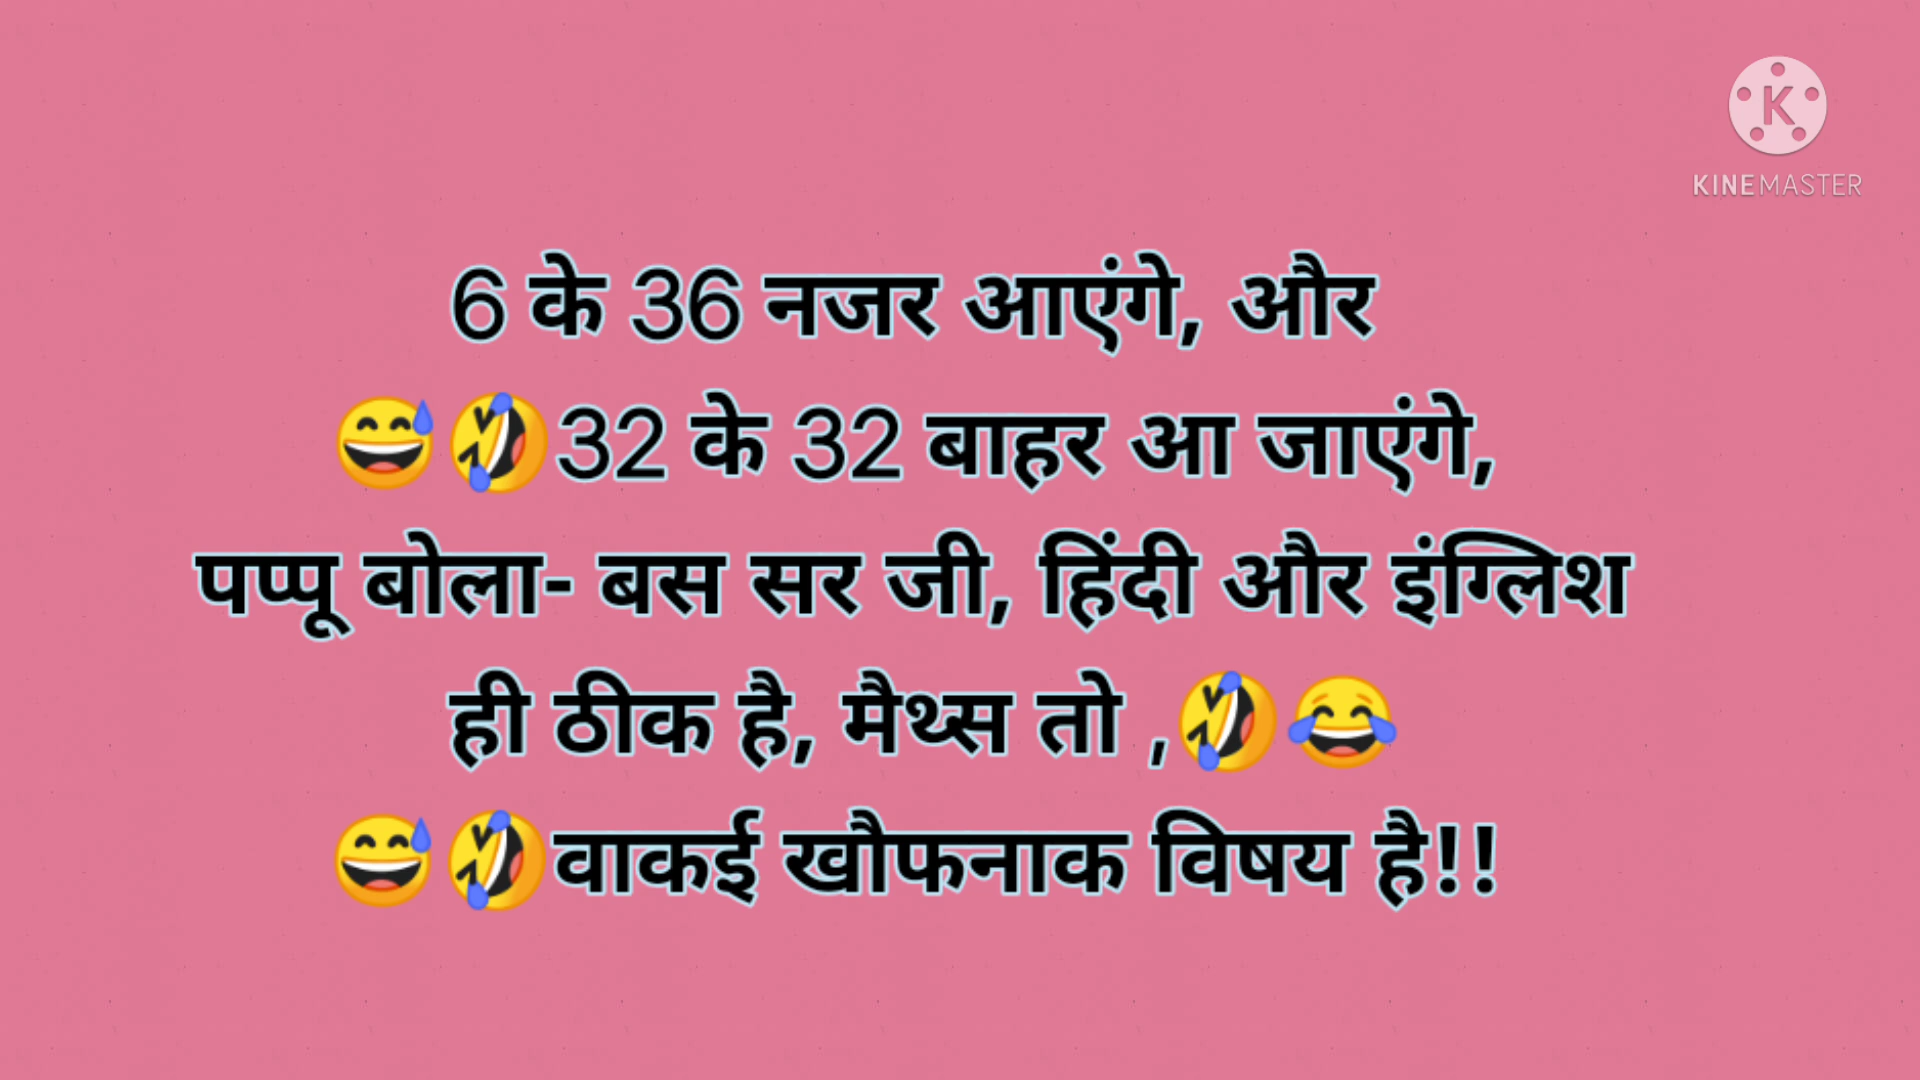 KINEMASTER
6 के 36 नजर आएंगे, और
😅🤣32 के 32 बाहर आ जाएंगे,
पप्पू बोला- बस सर जी, हिंदी और इंग्लिश
ही ठीक है, मैथ्स तो ,🤣😂
😅🤣वाकई खौफनाक विषय है!!